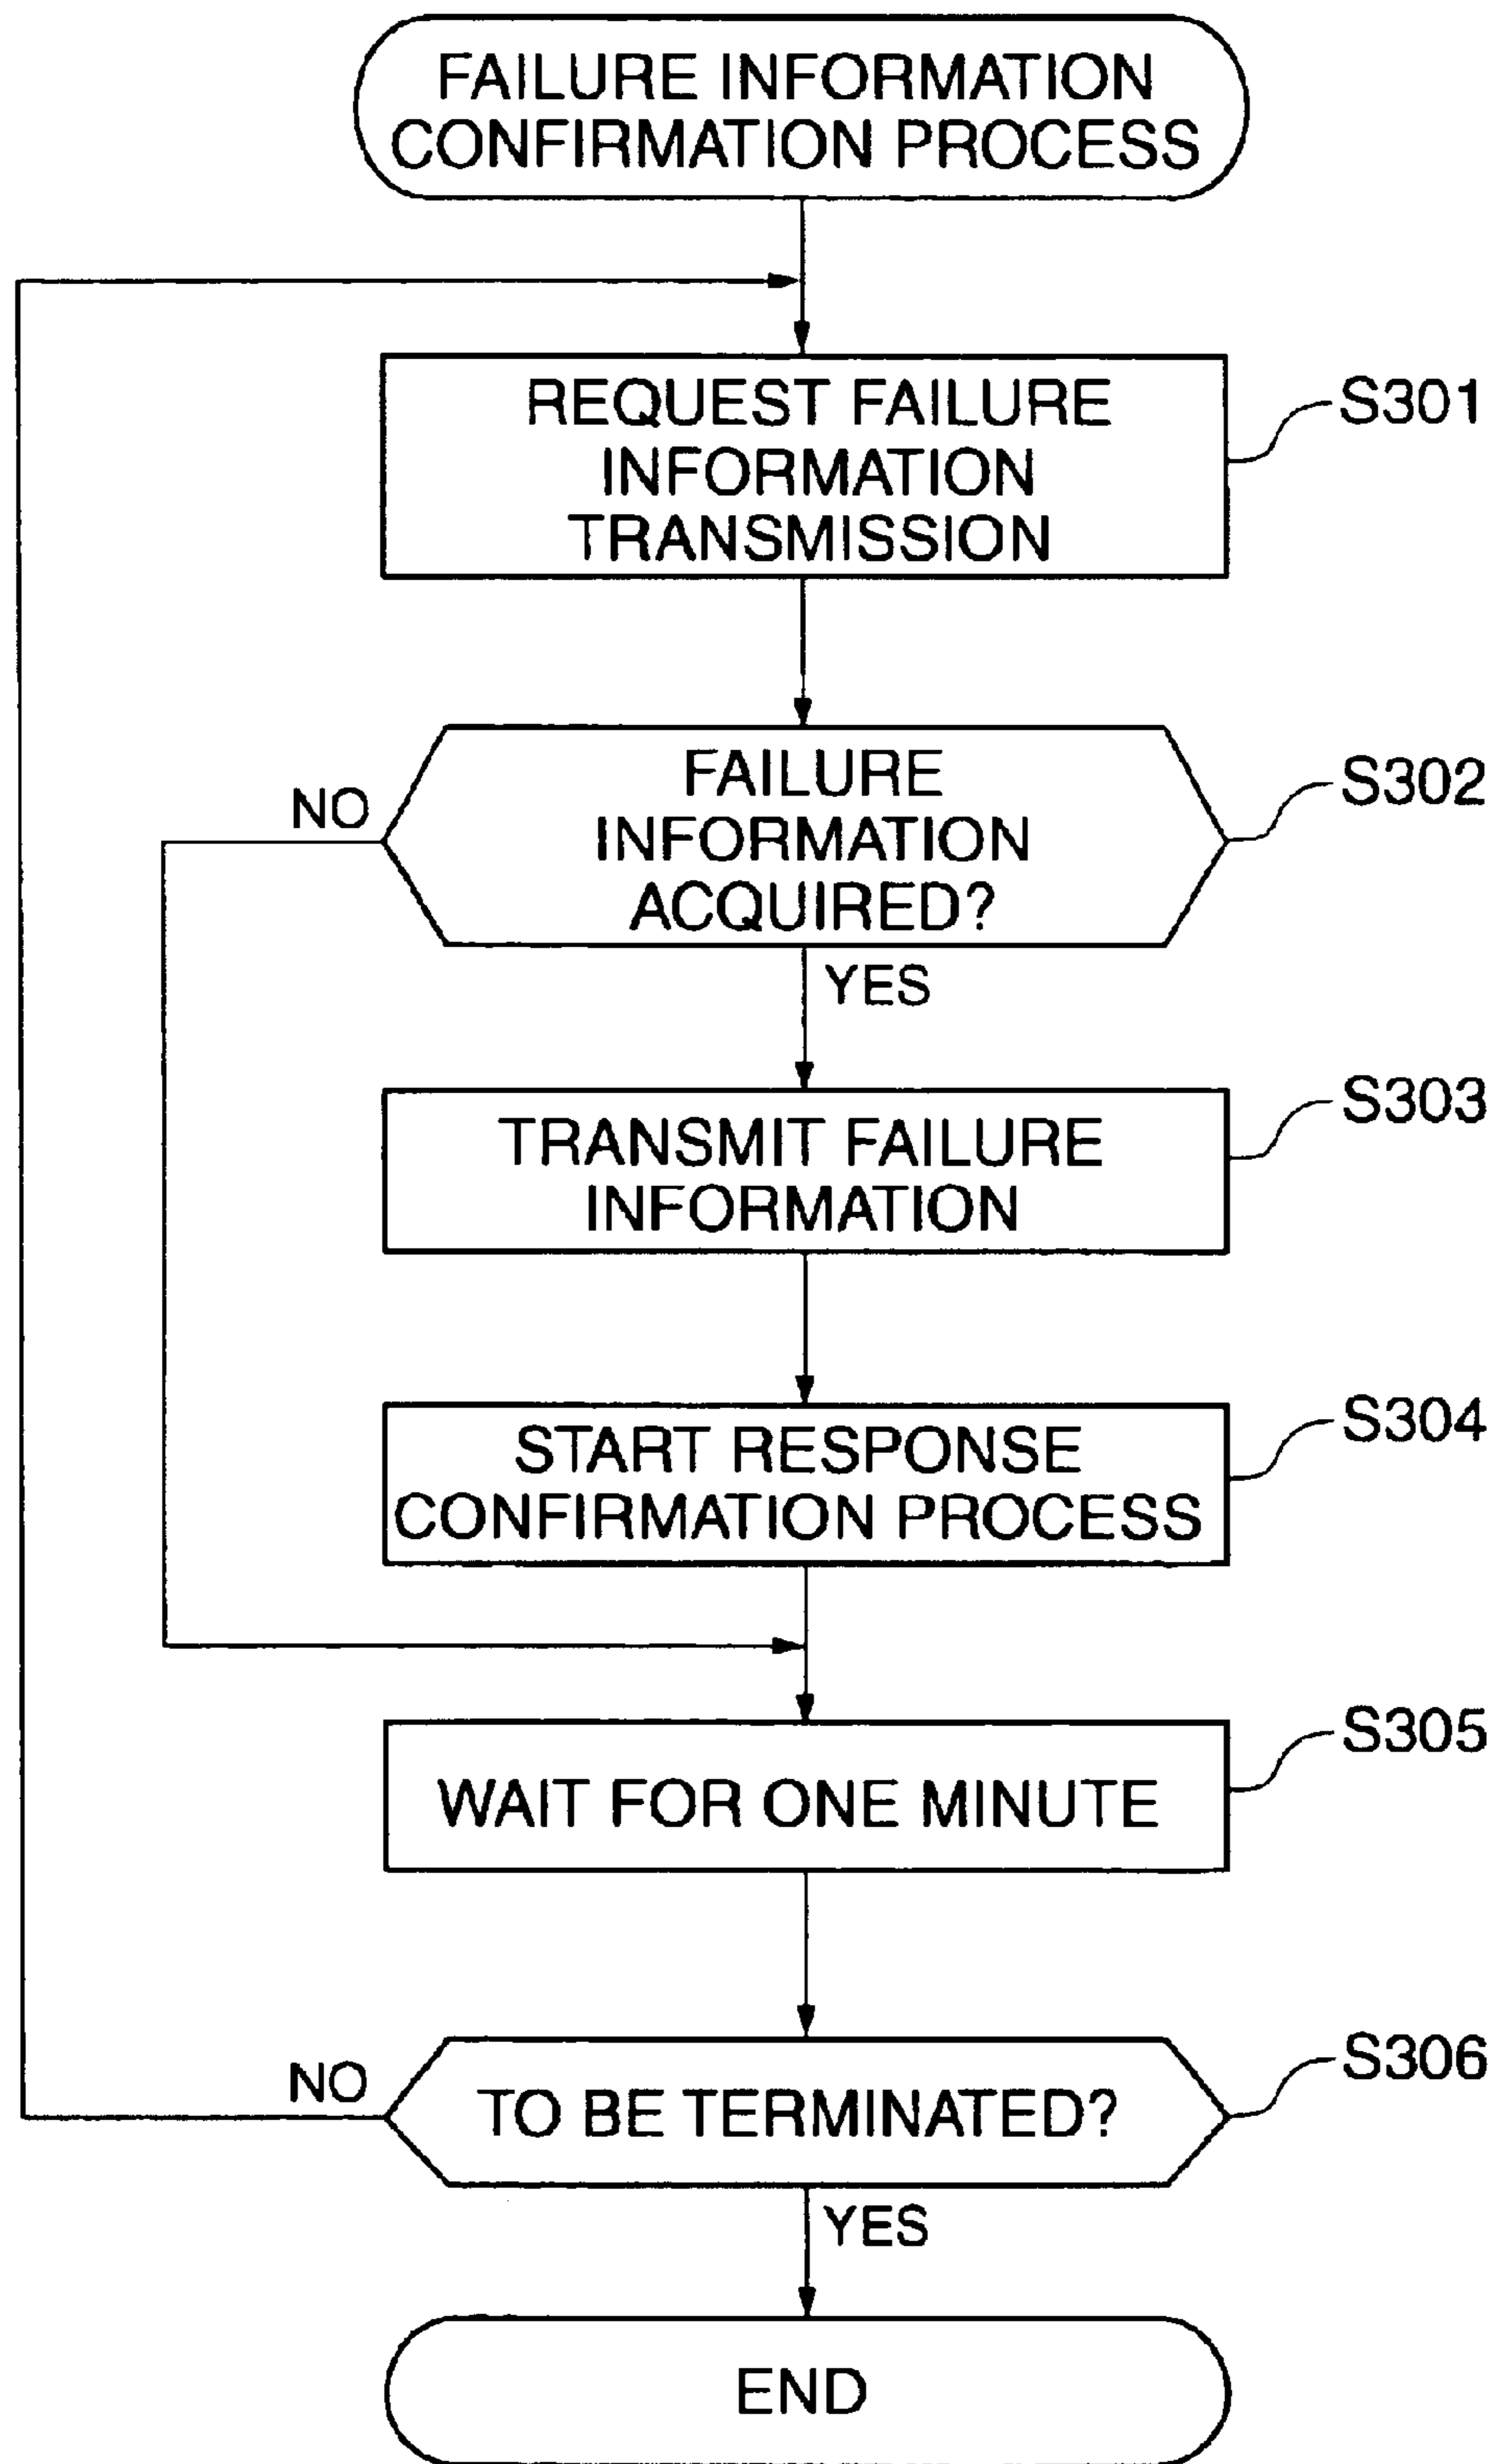 FAILURE INFORMATION
CONFIRMATION PROCESS
REQUEST FAILURE
INFORMATION
TRANSMISSION
S301
FAILURE
INFORMATION
ACQUIRED?
S302
NO
YES
TRANSMIT FAILURE
INFORMATION
S303
START RESPONSE
CONFIRMATION PROCESS
S304
WAIT FOR ONE MINUTE
S305
TO BE TERMINATED?
S306
NO
YES
END